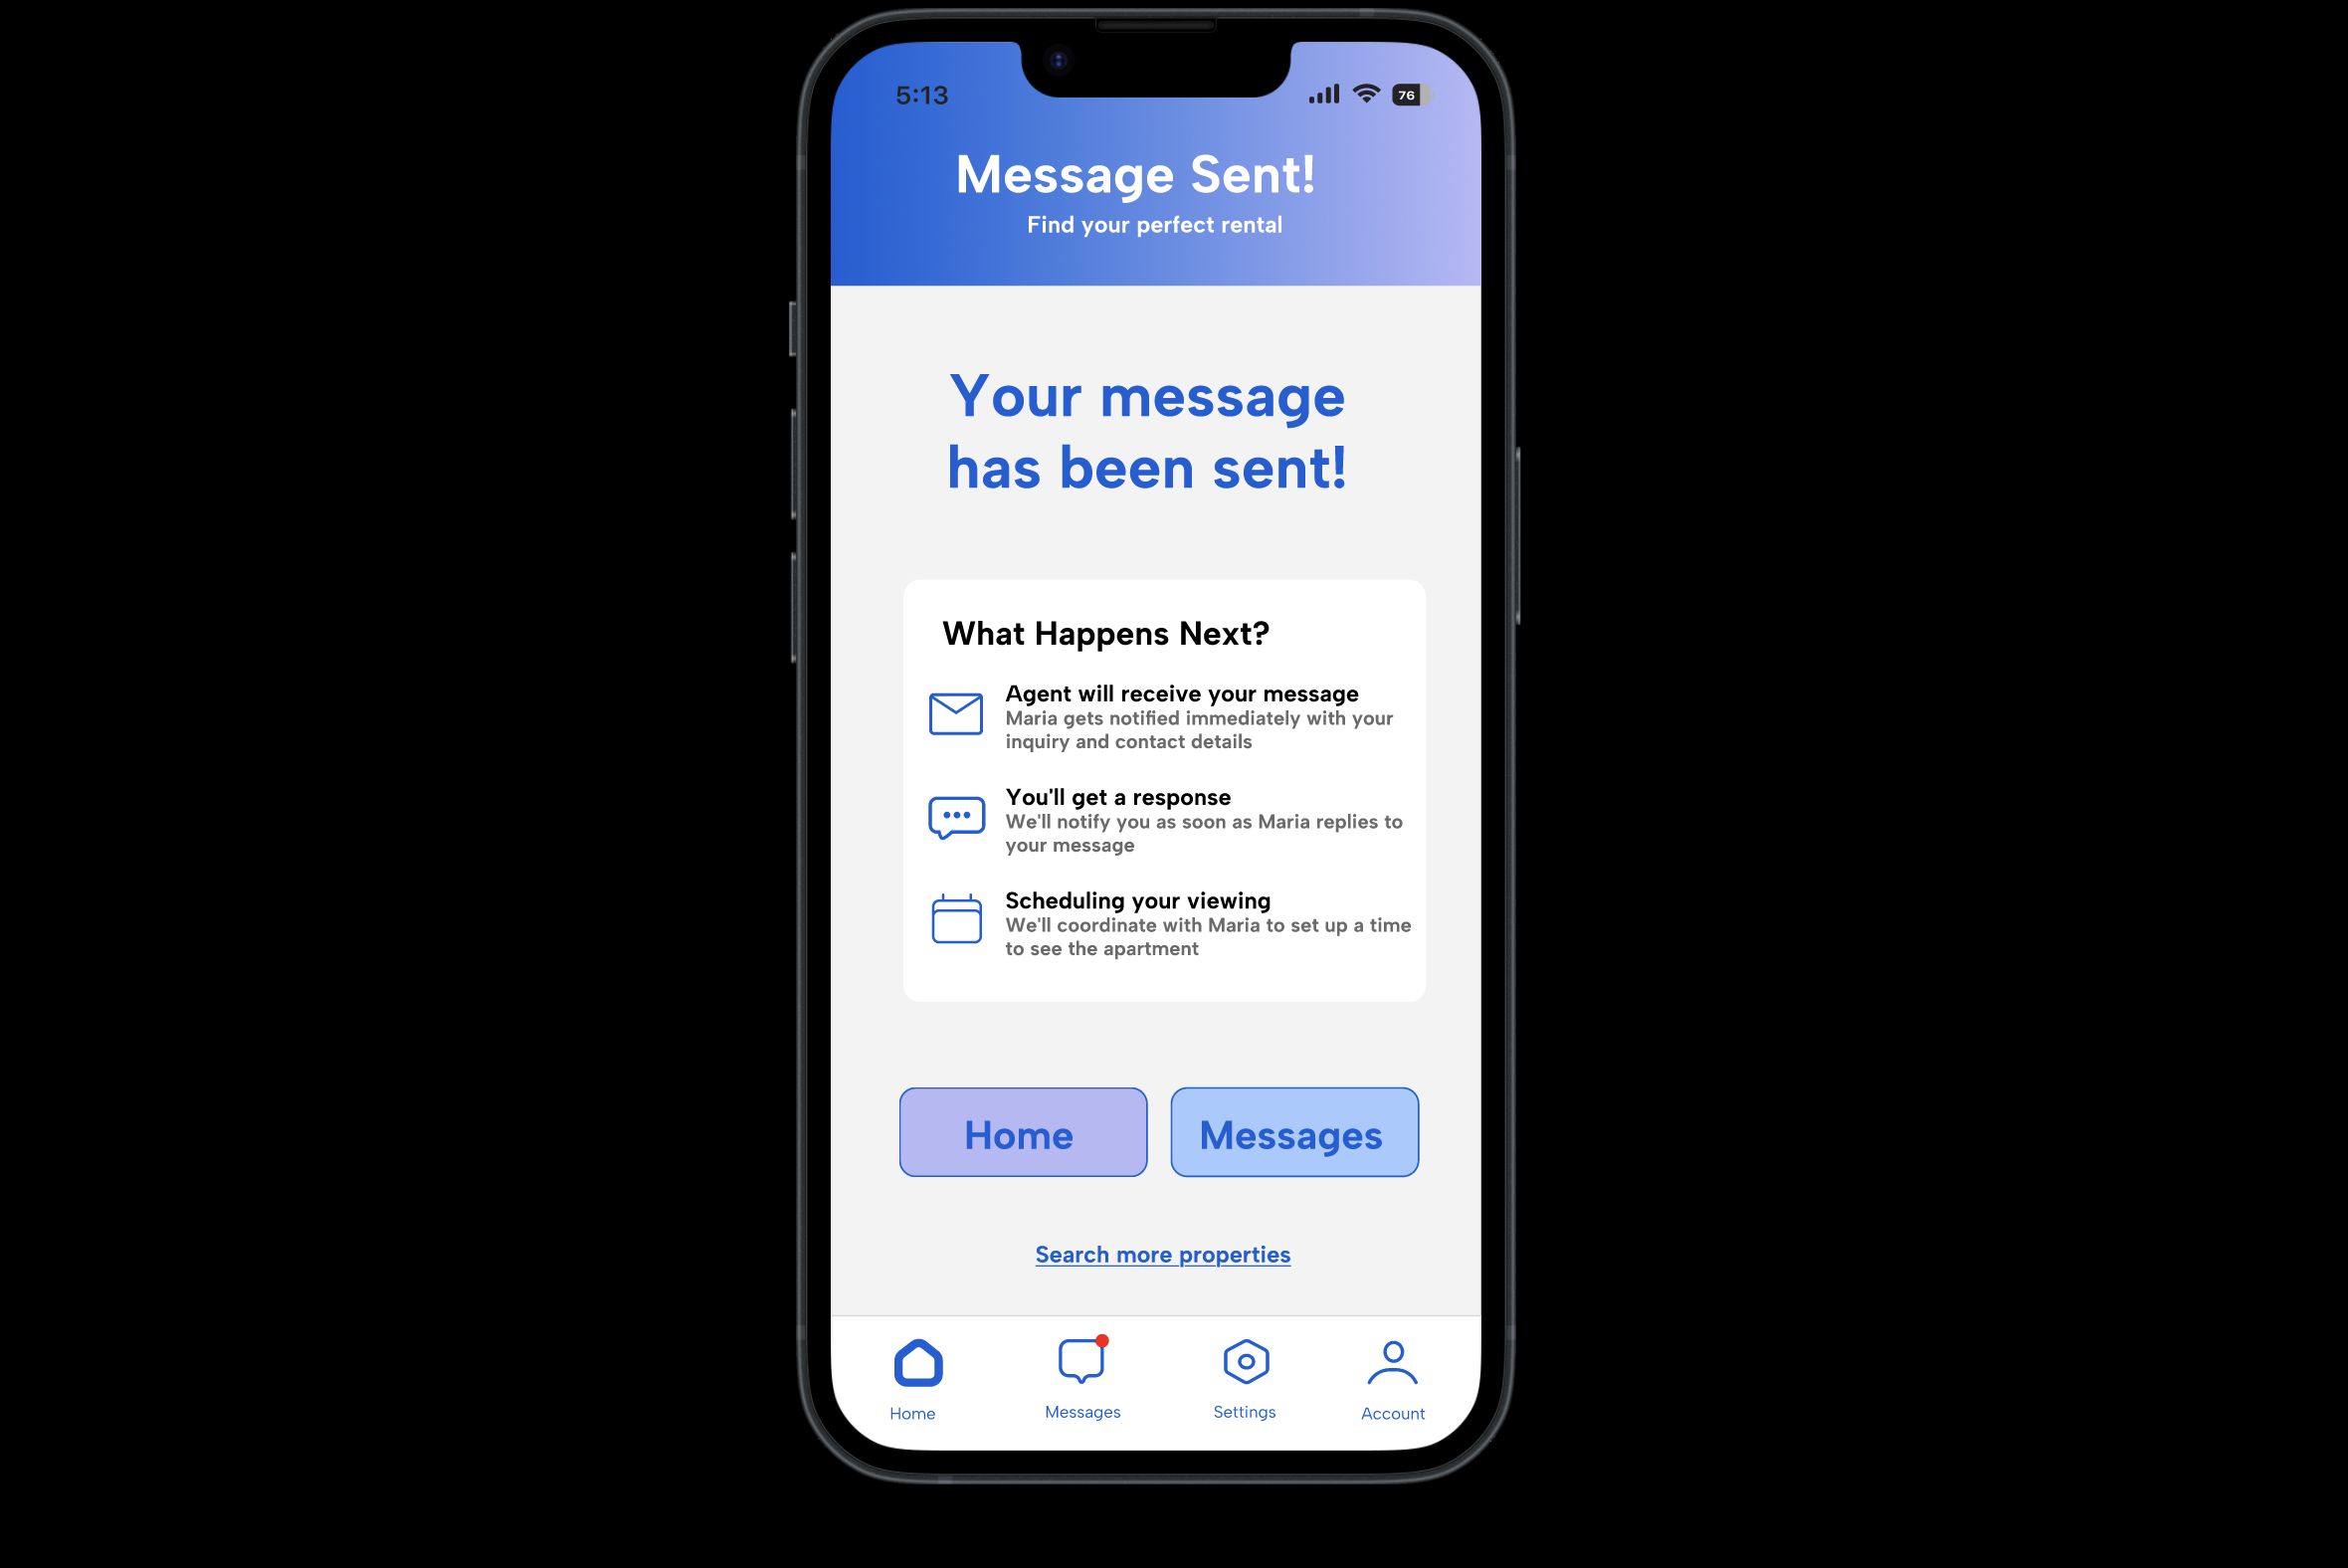 5:13
76
Message Sent!
Find your perfect rental
Your message
has been sent!
What Happens Next?
Agent will receive your message
Maria gets notified immediately with your
inquiry and contact details
You'll get a response
We'll notify you as soon as Maria replies to
your message
Scheduling your viewing
We'll coordinate with Maria to set up a time
to see the apartment
Home
Messages
Search more properties
Home
Messages
Settings
Account